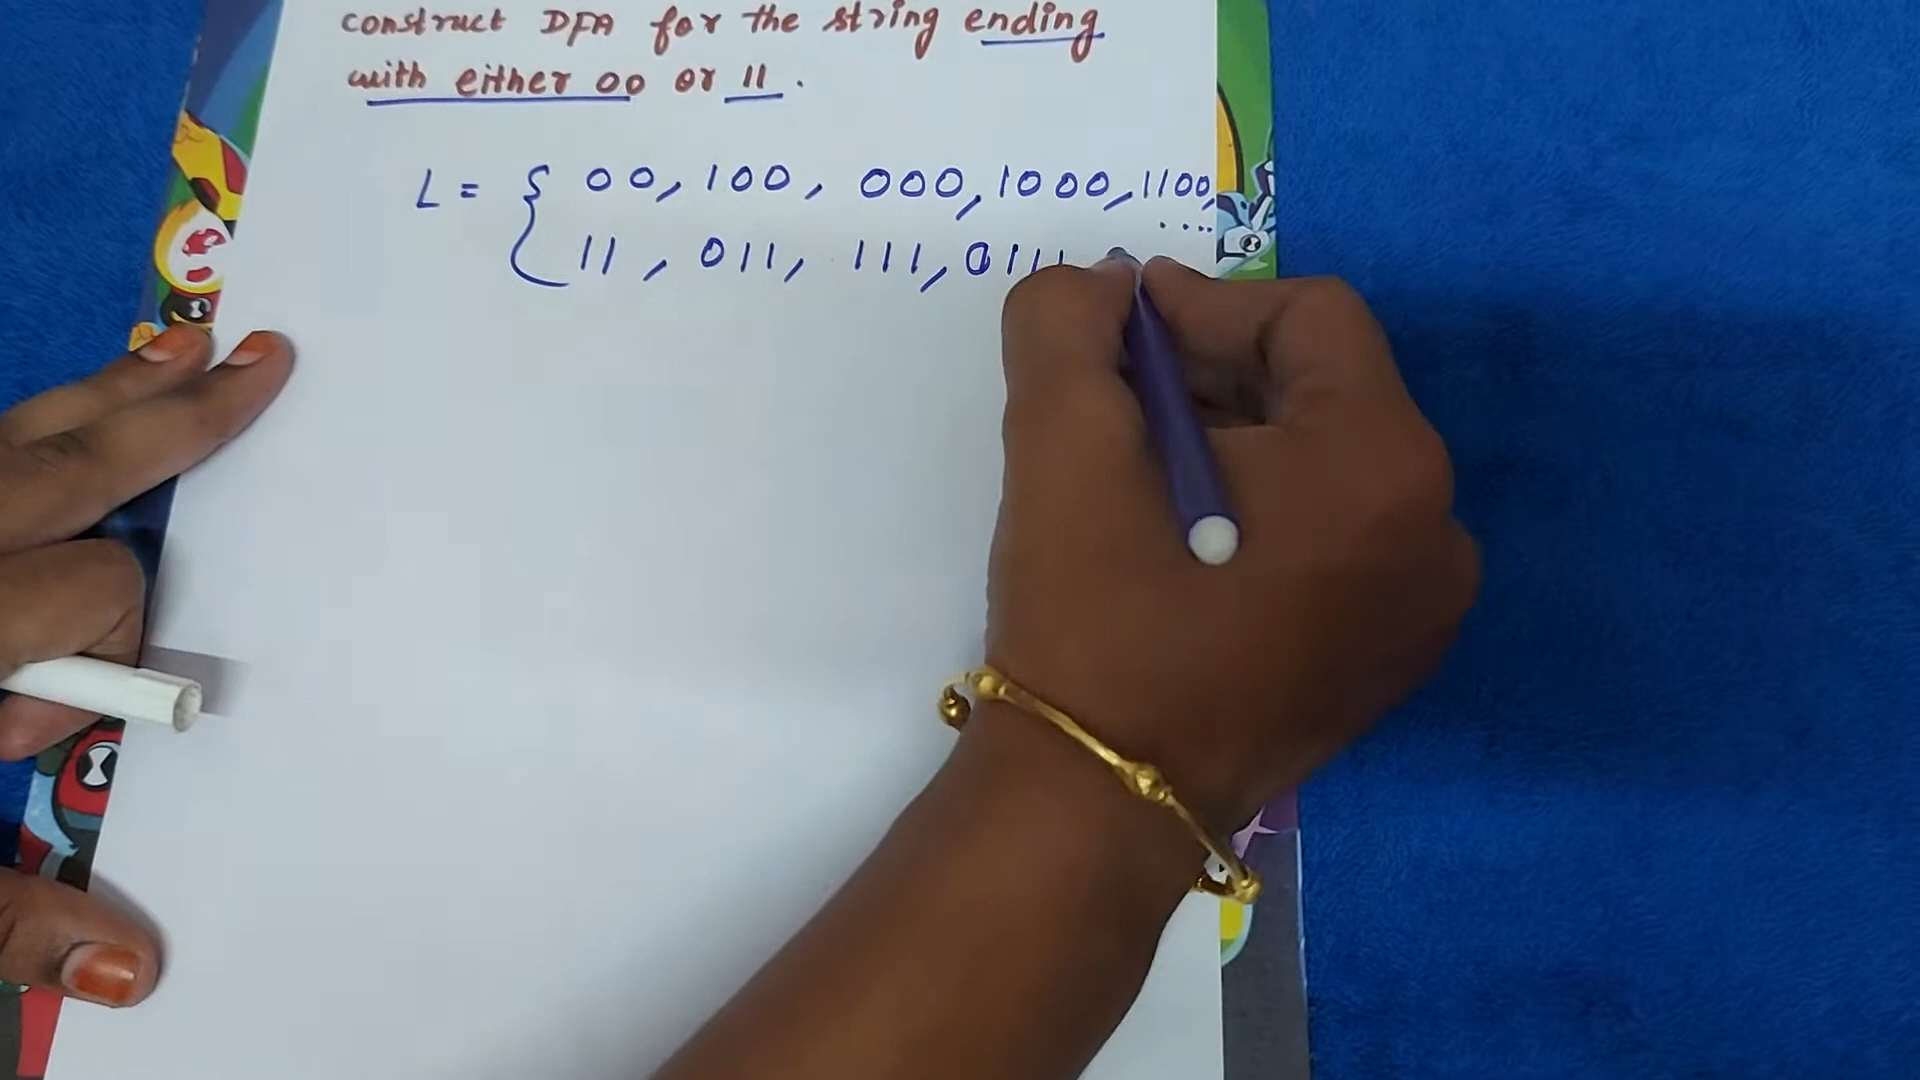 construct DFA for the string ending
with either 00 or 11 .
L = { 00, 100, 000, 1000, 1100,
....
11, 011, 111, 0111